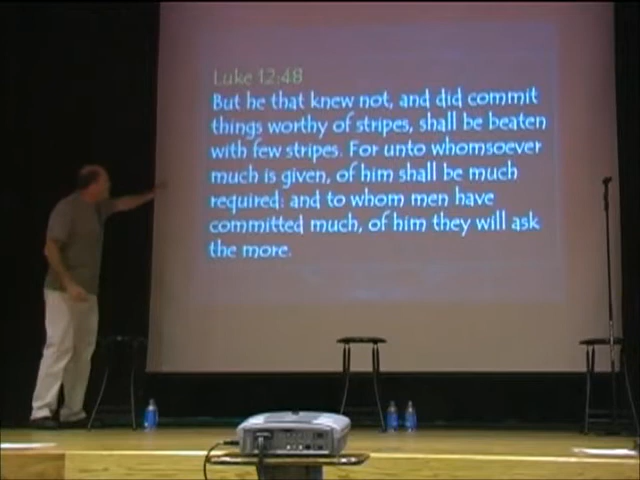 Luke 12:48
But he that knew not, and did commit
things worthy of stripes, shall be beaten
with few stripes. For unto whomsoever
much is given, of him shall be much
required: and to whom men have
committed much, of him they will ask
the more.